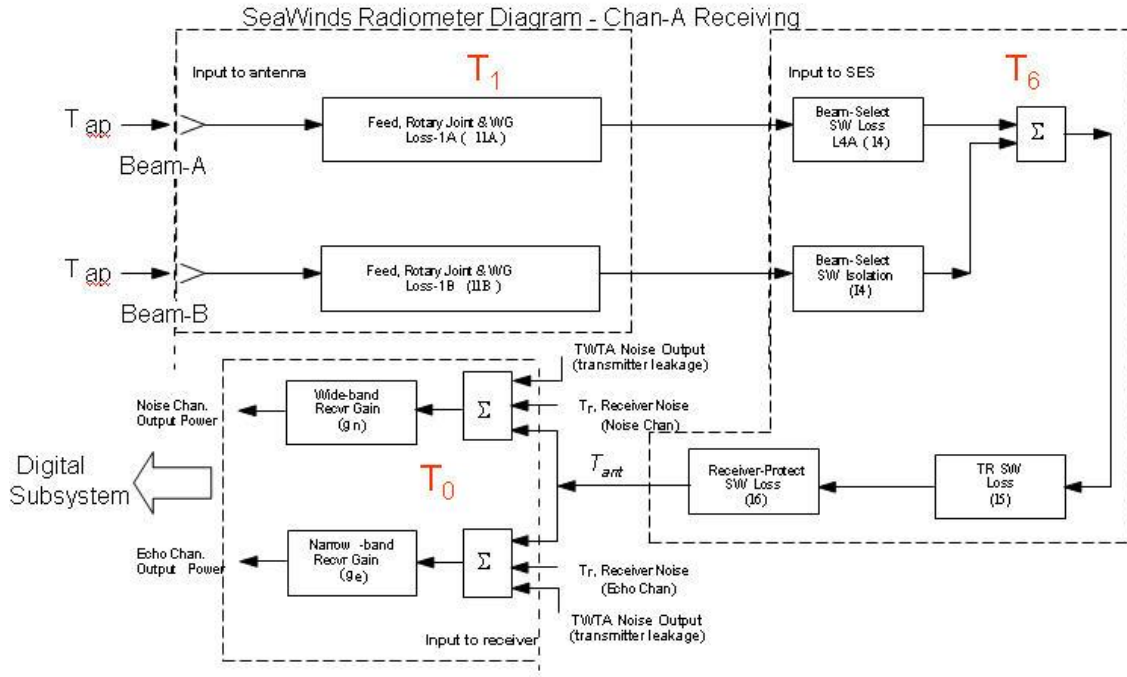 SeaWinds Radiometer Diagram - Chan-A Receiving
Input to antenna
T1
Input to SES
T6
Tap
Beam-A
Feed, Rotary Joint & WG
Loss-1A ( l1A)
Beam-Select
SW Loss
L4A ( l4)
Σ
Tap
Beam-B
Feed, Rotary Joint & WG
Loss-1B (l1B )
Beam-Select
SW Isolation
(I4)
TWTA Noise Output
(transmitter leakage)
Noise Chan.
Output Power
Wide-band
Recvr Gain
(gn)
Σ
Tr, Receiver Noise
(Noise Chan)
Digital
Subsystem
T0
Tant
Receiver-Protect
SW Loss
(l6)
TR SW
Loss
(l5)
Echo Chan.
Output Power
Narrow -band
Recvr Gain
(ge)
Σ
Tr, Receiver Noise
(Echo Chan)
TWTA Noise Output
(transmitter leakage)
Input to receiver